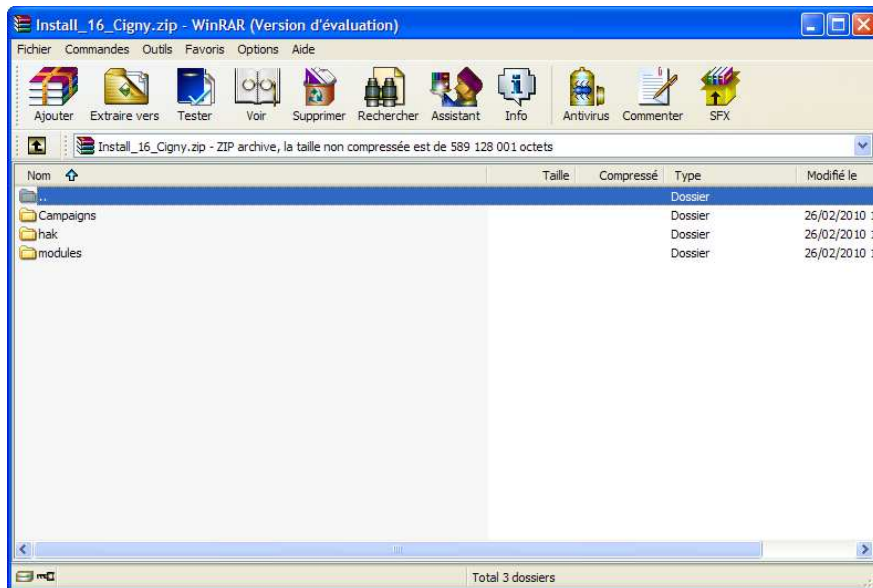 Install_16_Cigny.zip - WinRAR (Version d'évaluation)
Fichier Commandes Outils Favoris Options Aide
Ajouter Extraire vers Tester Voir Supprimer Rechercher Assistant Info Antivirus Commenter SFX
Install_16_Cigny.zip - ZIP archive, la taille non compressée est de 589 128 001 octets
Nom Taille Compressé Type Modifié le
.. Dossier
Campaigns Dossier 26/02/2010 1
hak Dossier 26/02/2010 1
modules Dossier 26/02/2010 1
Total 3 dossiers